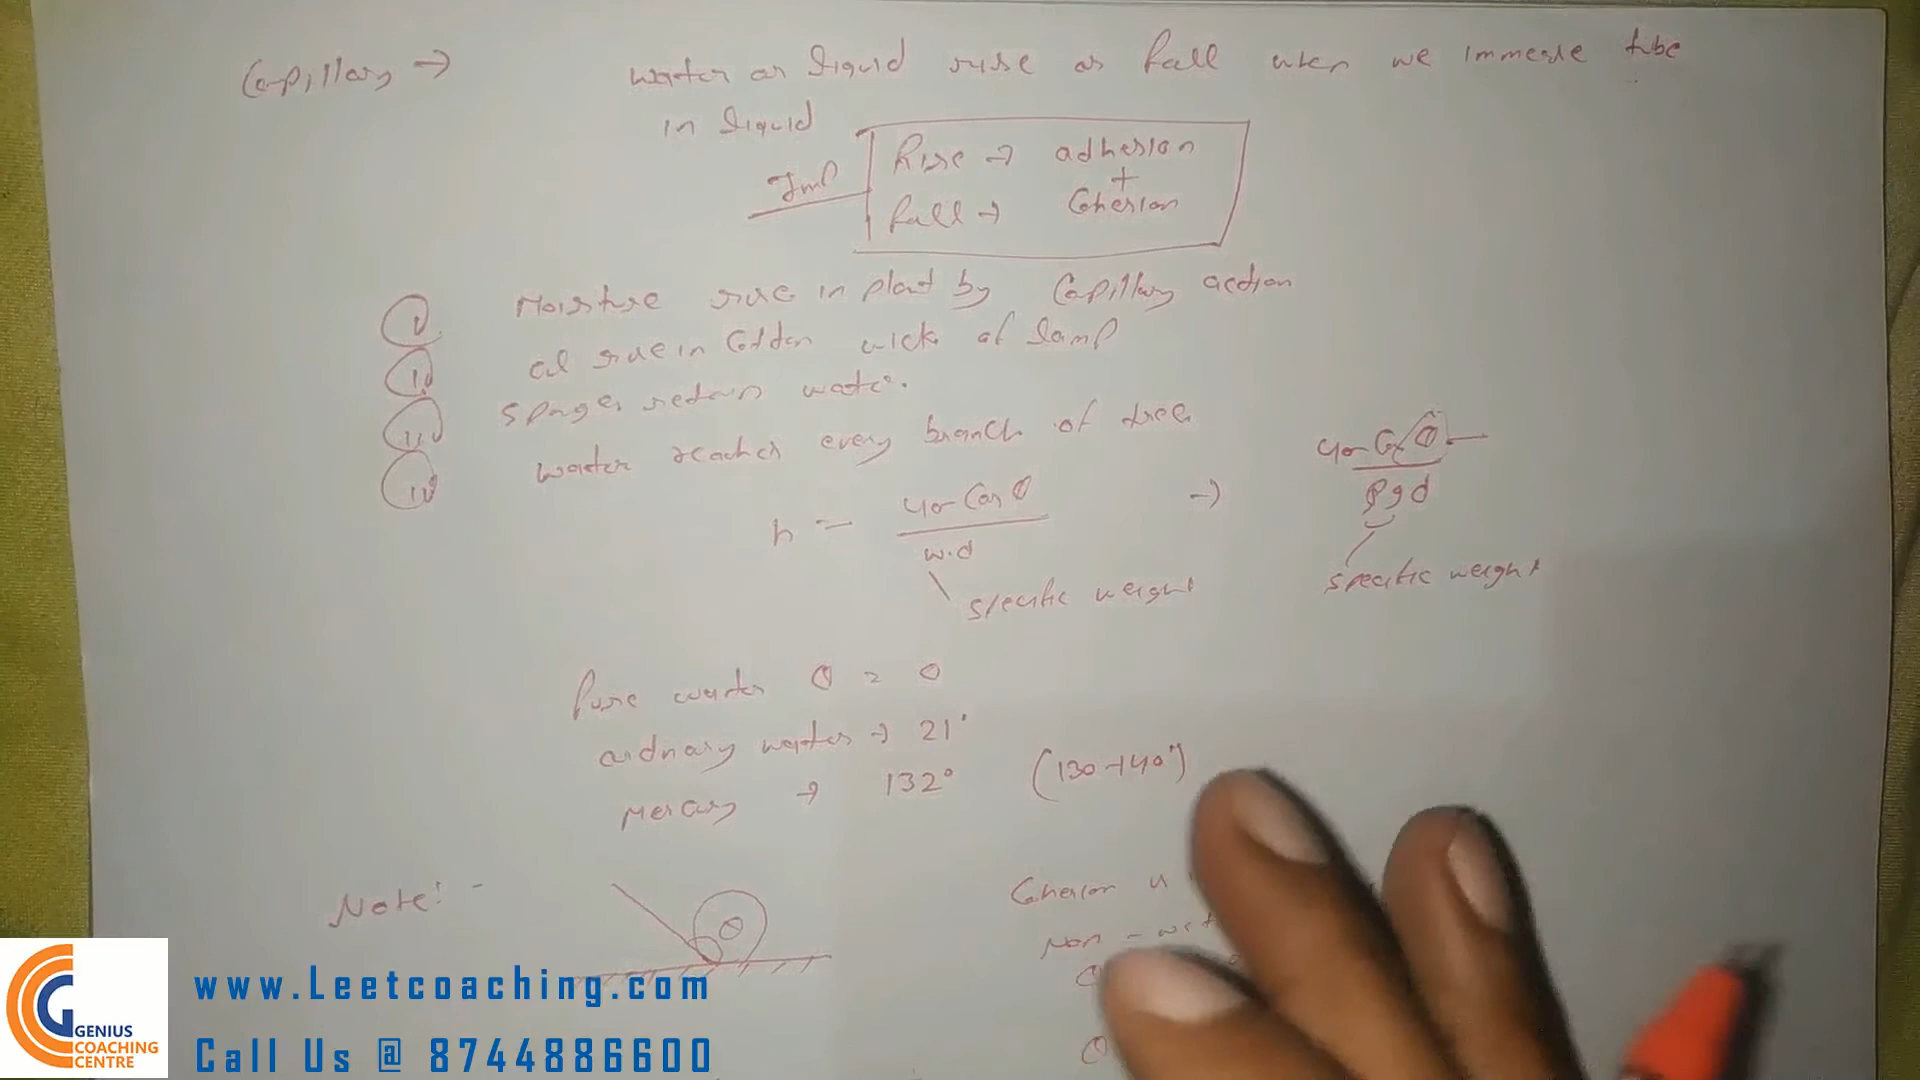 Capillary → water or liquid rise or fall when we immerse tube
in liquid
Imp
Rise → adhesion
+
fall → Cohesion
i Moisture rise in plant by Capillary action
ii oil rise in Cotton wick of lamp
iii Sponges retain water.
iv water reaches every branch of tree
h = 4σ Cos θ / w.d → 4σ Cos θ / ρgd
specific weight specific weight
Pure water θ = 0
ordinary water → 21°
Mercury → 132° (130-140°)
Note! - θ
Cohesion
Non - wet
www.Leetcoaching.com
Call Us @ 8744886600
G
GENIUS
COACHING
CENTRE